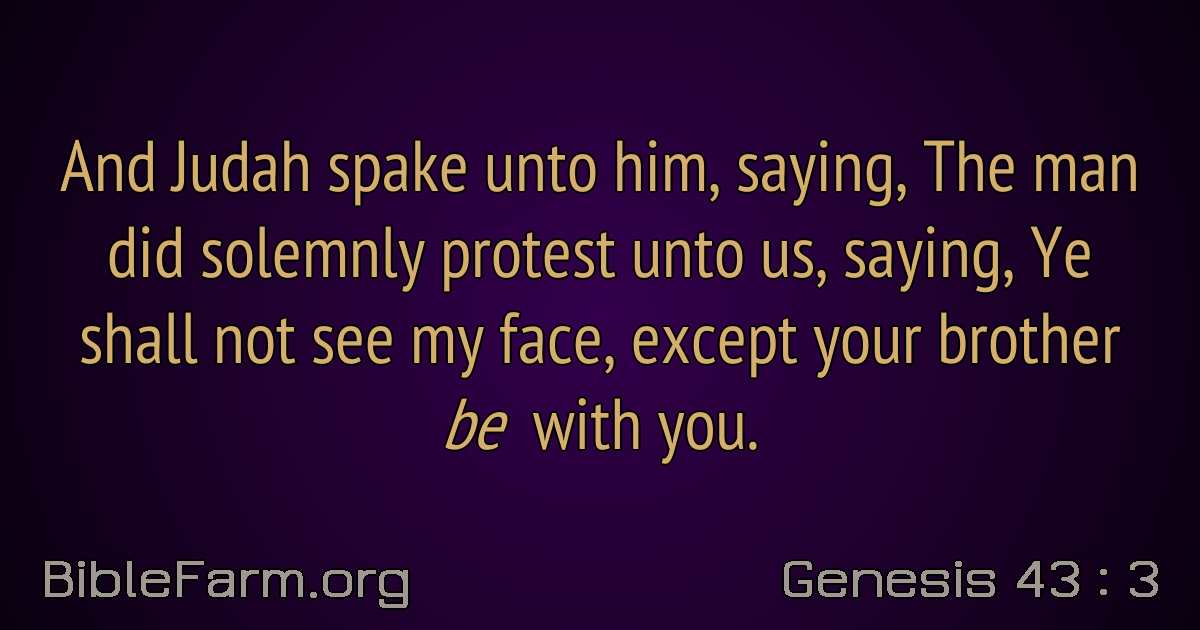 And Judah spake unto him, saying, The man
did solemnly protest unto us, saying, Ye
shall not see my face, except your brother
be with you.
BibleFarm.org
Genesis 43 : 3